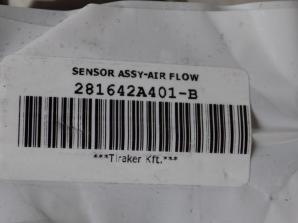 SENSOR ASSY-AIR FLOW
281642A401-B
***Tiraker Kft.***